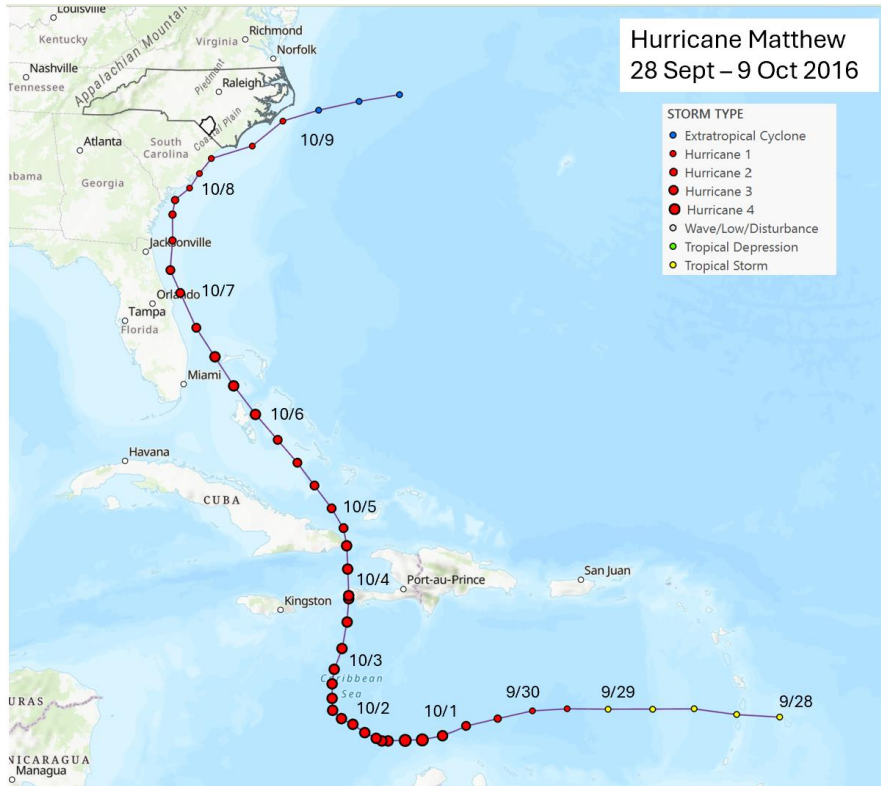 Hurricane Matthew
28 Sept – 9 Oct 2016
STORM TYPE
Extratropical Cyclone
Hurricane 1
Hurricane 2
Hurricane 3
Hurricane 4
Wave/Low/Disturbance
Tropical Depression
Tropical Storm
Louisville
Kentucky
Appalachian Mountai
Virginia
Richmond
Norfolk
Nashville
Tennessee
Piedmont
Raleigh
Coastal Plain
10/9
Atlanta
South
Carolina
abama
Georgia
10/8
Jacksonville
Orlando
10/7
Tampa
Florida
Miami
10/6
Havana
CUBA
10/5
10/4
Port-au-Prince
San Juan
Kingston
10/3
Caribbean
Sea
URAS
10/2
10/1
9/30
9/29
9/28
NICARAGUA
Managua